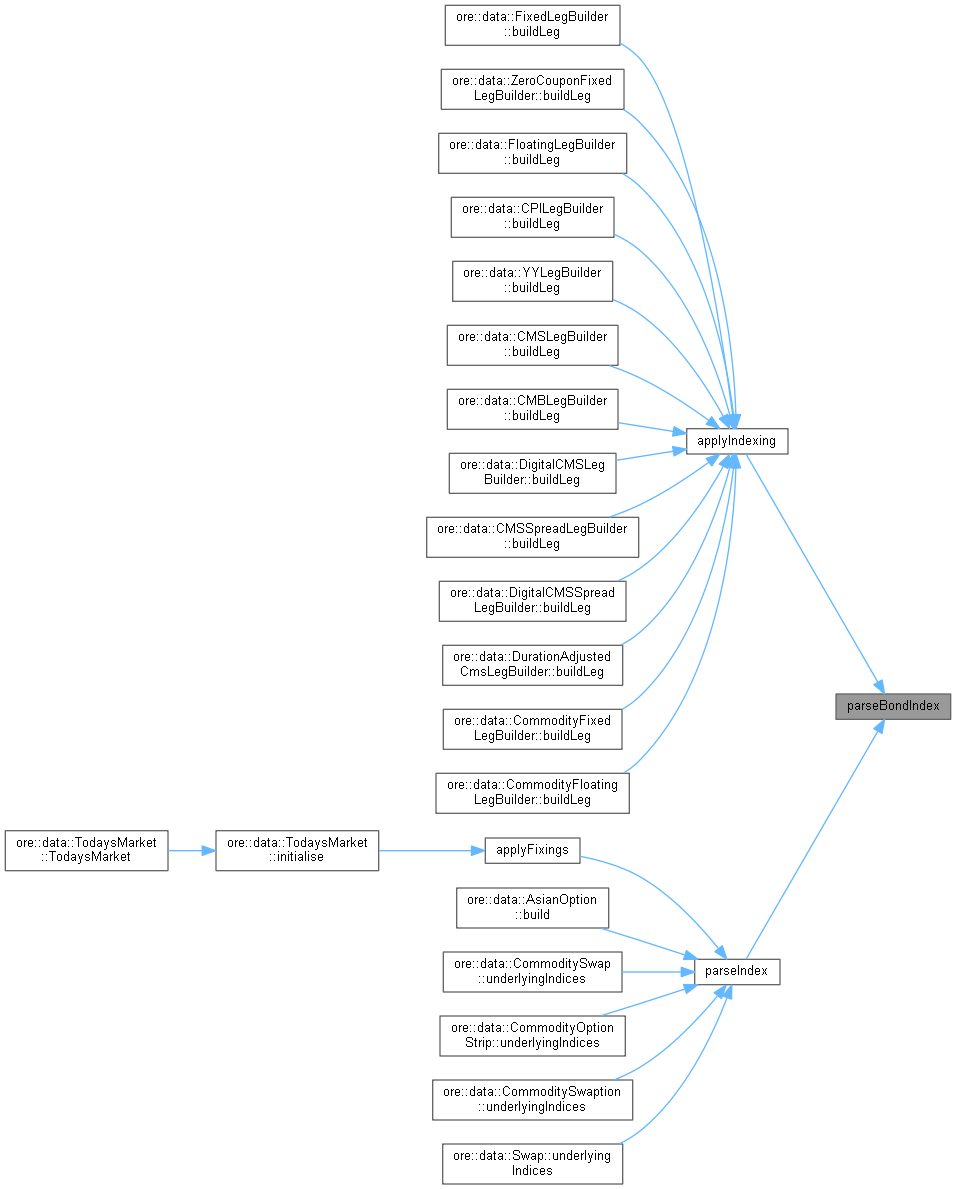 ore::data::FixedLegBuilder
::buildLeg
ore::data::ZeroCouponFixed
LegBuilder::buildLeg
ore::data::FloatingLegBuilder
::buildLeg
ore::data::CPILegBuilder
::buildLeg
ore::data::YYLegBuilder
::buildLeg
ore::data::CMSLegBuilder
::buildLeg
ore::data::CMBLegBuilder
::buildLeg
applyIndexing
ore::data::DigitalCMSLeg
Builder::buildLeg
ore::data::CMSSpreadLegBuilder
::buildLeg
ore::data::DigitalCMSSpread
LegBuilder::buildLeg
ore::data::DurationAdjusted
CmsLegBuilder::buildLeg
parseBondIndex
ore::data::CommodityFixed
LegBuilder::buildLeg
ore::data::CommodityFloating
LegBuilder::buildLeg
ore::data::TodaysMarket
::TodaysMarket
ore::data::TodaysMarket
::initialise
applyFixings
ore::data::AsianOption
::build
ore::data::CommoditySwap
::underlyingIndices
parseIndex
ore::data::CommodityOption
Strip::underlyingIndices
ore::data::CommoditySwaption
::underlyingIndices
ore::data::Swap::underlying
Indices